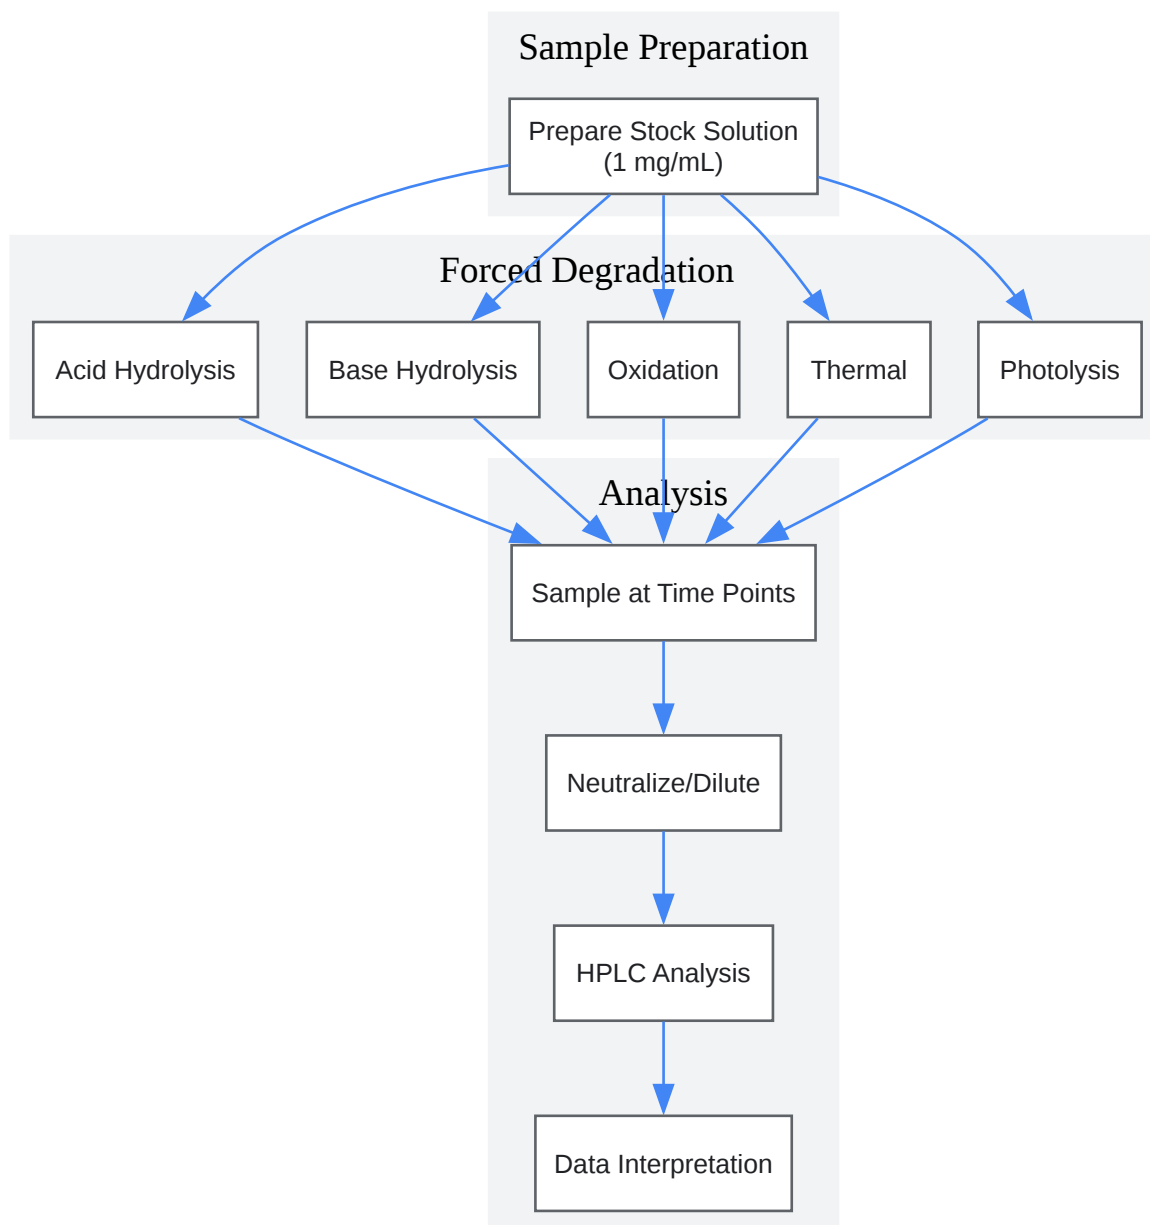 Sample Preparation
Prepare Stock Solution
(1 mg/mL)
Forced Degradation
Acid Hydrolysis
Base Hydrolysis
Oxidation
Thermal
Photolysis
Analysis
Sample at Time Points
Neutralize/Dilute
HPLC Analysis
Data Interpretation